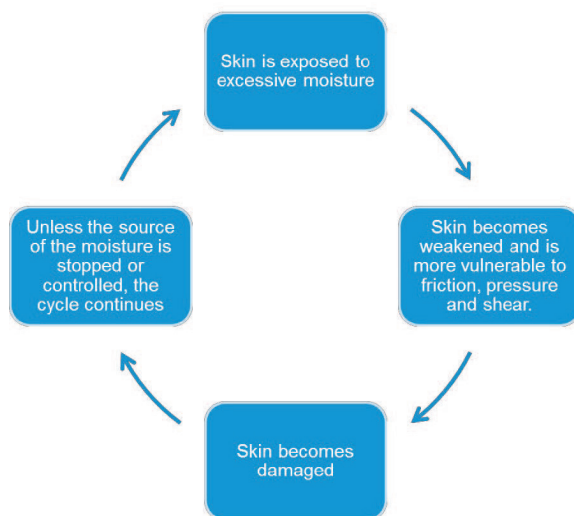 Skin is exposed to
excessive moisture
Skin becomes
weakened and is
more vulnerable to
friction, pressure
and shear.
Skin becomes
damaged
Unless the source
of the moisture is
stopped or
controlled, the
cycle continues